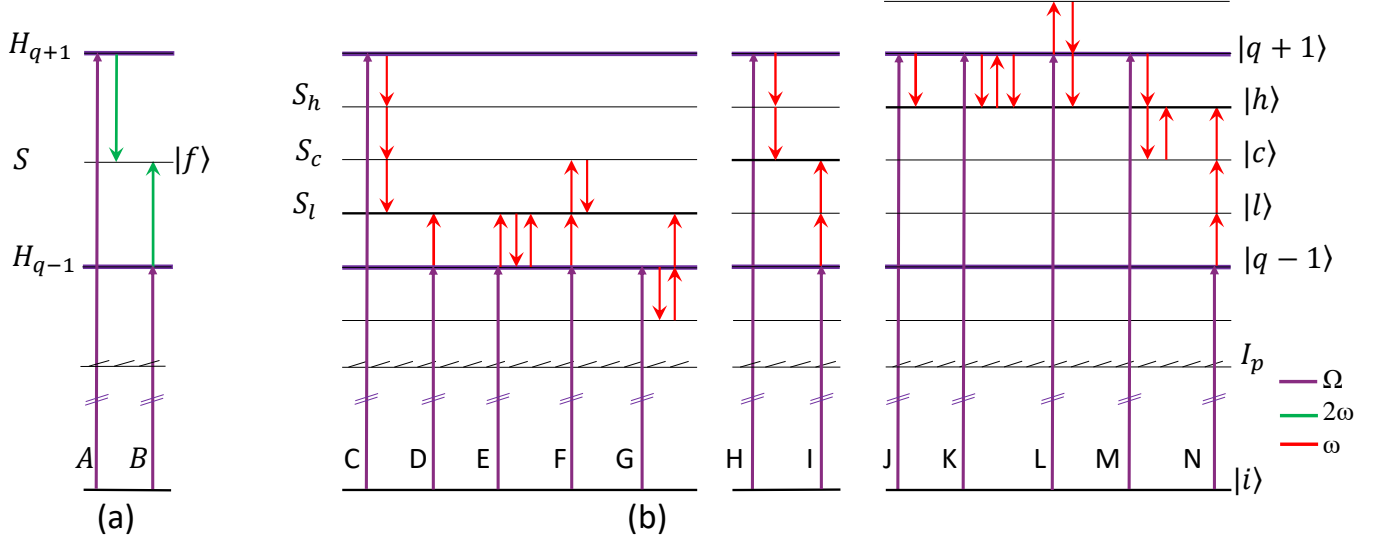 H_{q+1}
S
|f⟩
H_{q−1}
A B
(a)
S_h
S_c
S_l
C D E F G H I J K L M N
(b)
|q + 1⟩
|h⟩
|c⟩
|l⟩
|q − 1⟩
I_p
|i⟩
Ω
2ω
ω